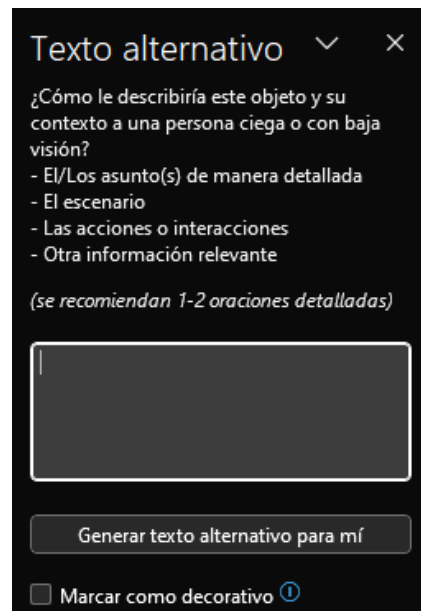 Texto alternativo
¿Cómo le describiría este objeto y su
contexto a una persona ciega o con baja
visión?
- El/Los asunto(s) de manera detallada
- El escenario
- Las acciones o interacciones
- Otra información relevante
(se recomiendan 1-2 oraciones detalladas)
Generar texto alternativo para mí
Marcar como decorativo